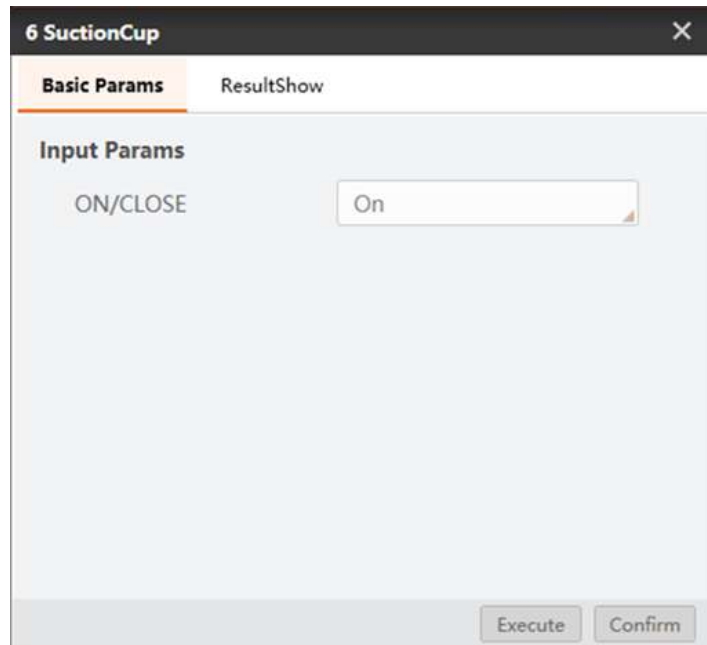 6 SuctionCup
Basic Params ResultShow
Input Params
ON/CLOSE On
Execute Confirm